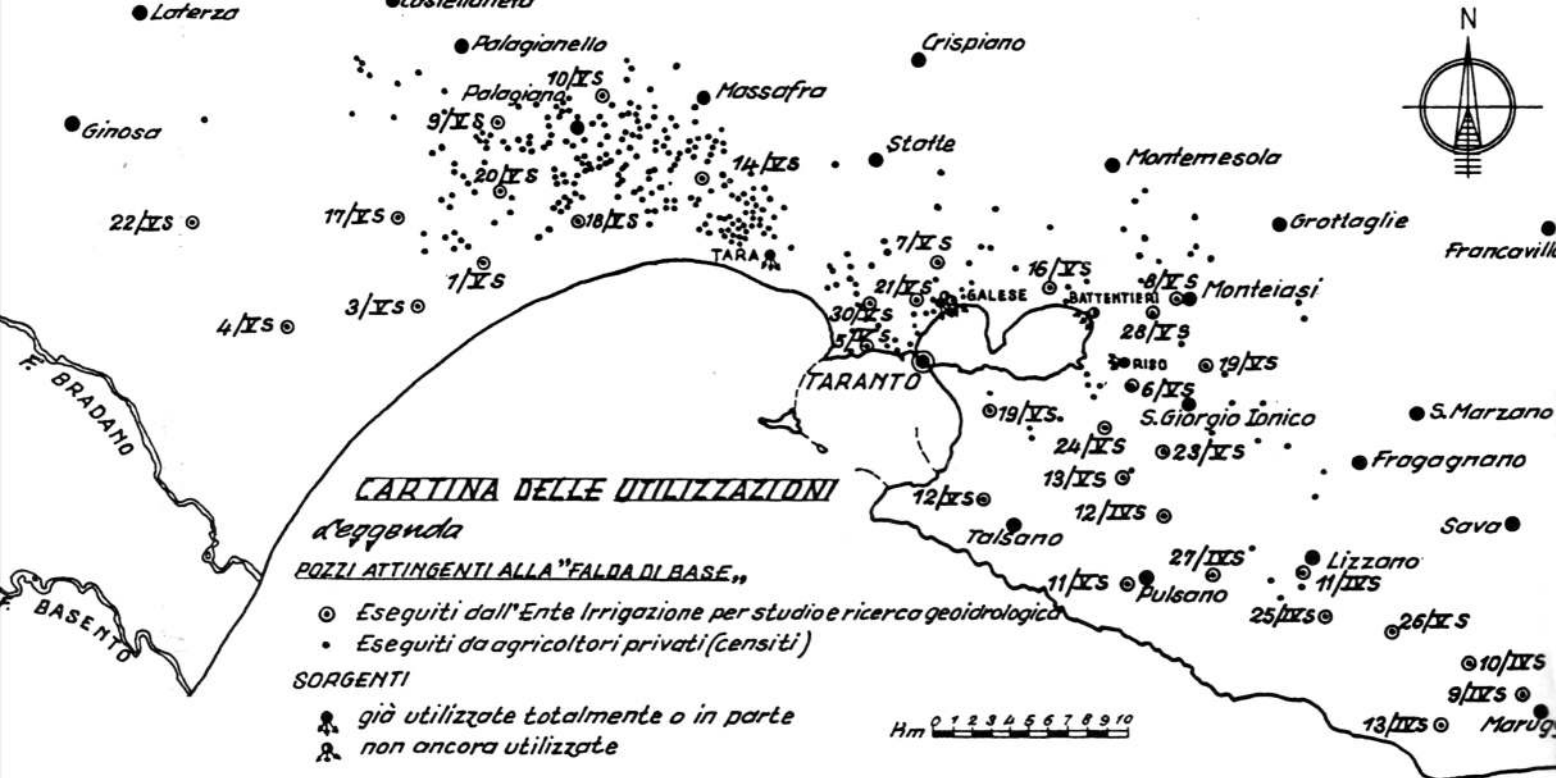 Laterza
Castellaneta
Palagianello
Crispiano
N
10/VS
Palagiano
Massafra
Ginosa
9/VS
Statte
Montemesola
14/VS
20/VS
22/VS
17/VS
18/VS
Grottaglie
TARA
7/VS
Francavill
1/VS
16/VS
8/VS
3/VS
21/VS
GALESE
BATTENTIERI
Monteiasi
4/VS
30/VS
28/VS
5/VS
F. BRADANO
RISO
19/VS
TARANTO
6/VS
19/VS
S.Giorgio Ionico
S.Marzano
24/VS
23/VS
Fragagnano
13/VS
CARTINA DELLE UTILIZZAZIONI
12/VS
12/IVS
Leggenda
Talsano
Sava
27/IVS
Lizzano
POZZI ATTINGENTI ALLA "FALDA DI BASE„
11/VS
Pulsano
11/IVS
F. BASENTO
Eseguiti dall'Ente Irrigazione per studio e ricerca geoidrologica
25/IVS
26/VS
Eseguiti da agricoltori privati (censiti)
10/IVS
SORGENTI
9/IVS
già utilizzate totalmente o in parte
Km 0 1 2 3 4 5 6 7 8 9 10
13/IVS
Marugg
non ancora utilizzate